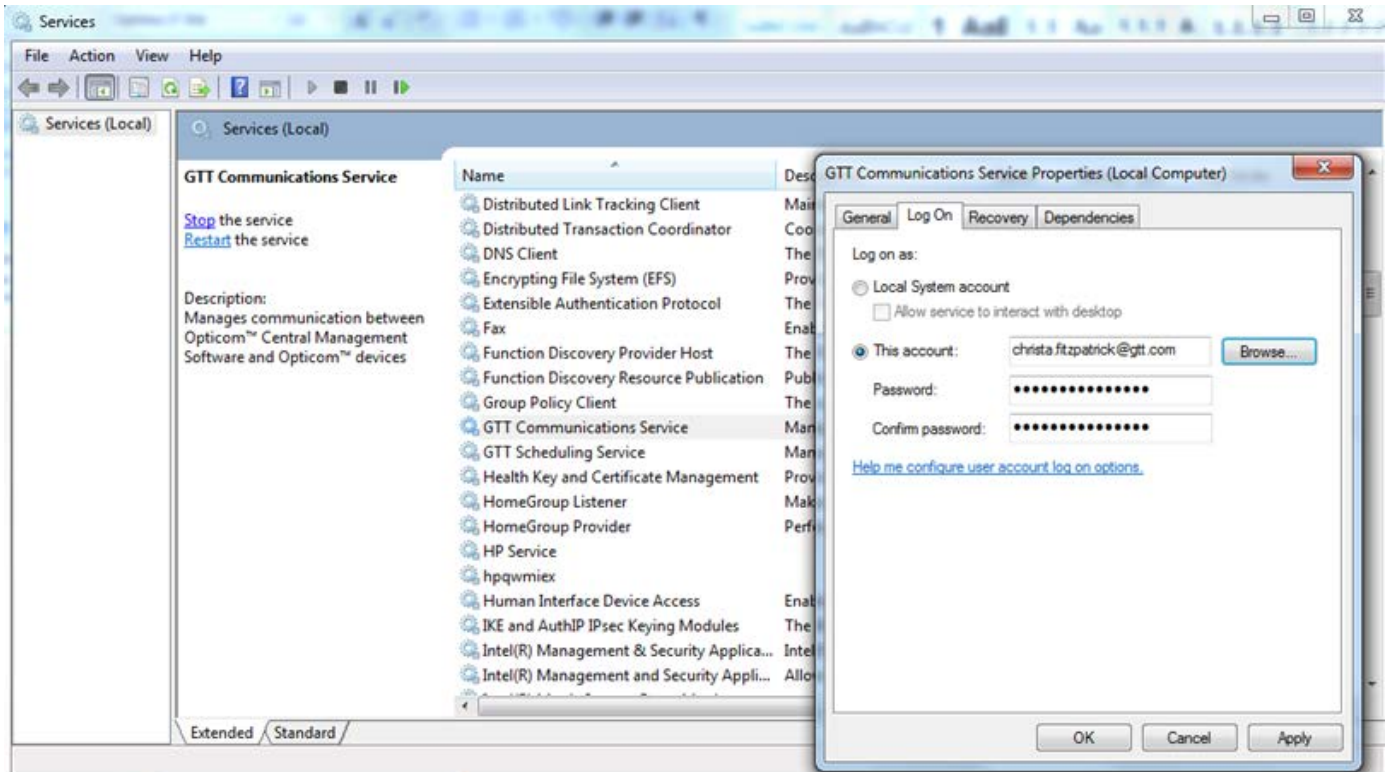 Services
File Action View Help
Services (Local)
Services (Local)
GTT Communications Service
Stop the service
Restart the service
Description:
Manages communication between
Opticom™ Central Management
Software and Opticom™ devices
Name
Distributed Link Tracking Client
Distributed Transaction Coordinator
DNS Client The
Encrypting File System (EFS)
Extensible Authentication Protocol The
Fax
Function Discovery Provider Host The
Function Discovery Resource Publication
Group Policy Client The
GTT Communications Service
GTT Scheduling Service
Health Key and Certificate Management
HomeGroup Listener
HomeGroup Provider
HP Service
hpqwmiex
Human Interface Device Access
IKE and AuthIP IPsec Keying Modules The
Intel(R) Management & Security Applica...
Intel(R) Management and Security Appli...
Extended Standard
GTT Communications Service Properties (Local Computer)
General Log On Recovery Dependencies
Log on as:
Local System account
Allow service to interact with desktop
This account: christa.fitzpatrick@gtt.com Browse...
Password: •••••••••••••••
Confirm password: •••••••••••••••
Help me configure user account log on options.
OK Cancel Apply